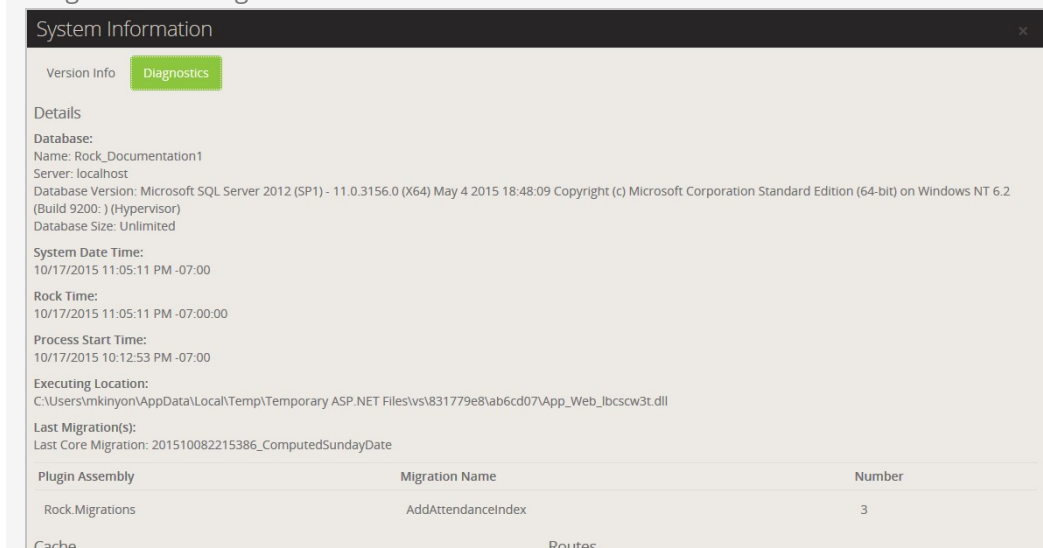 System Information ×
Version Info Diagnostics
Details
Database:
Name: Rock_Documentation1
Server: localhost
Database Version: Microsoft SQL Server 2012 (SP1) - 11.0.3156.0 (X64) May 4 2015 18:48:09 Copyright (c) Microsoft Corporation Standard Edition (64-bit) on Windows NT 6.2
(Build 9200: ) (Hypervisor)
Database Size: Unlimited
System Date Time:
10/17/2015 11:05:11 PM -07:00
Rock Time:
10/17/2015 11:05:11 PM -07:00:00
Process Start Time:
10/17/2015 10:12:53 PM -07:00
Executing Location:
C:\Users\mkinyon\AppData\Local\Temp\Temporary ASP.NET Files\vs\831779e8\ab6cd07\App_Web_lbcscw3t.dll
Last Migration(s):
Last Core Migration: 201510082215386_ComputedSundayDate
Plugin Assembly Migration Name Number
Rock.Migrations AddAttendanceIndex 3
Cache Routes